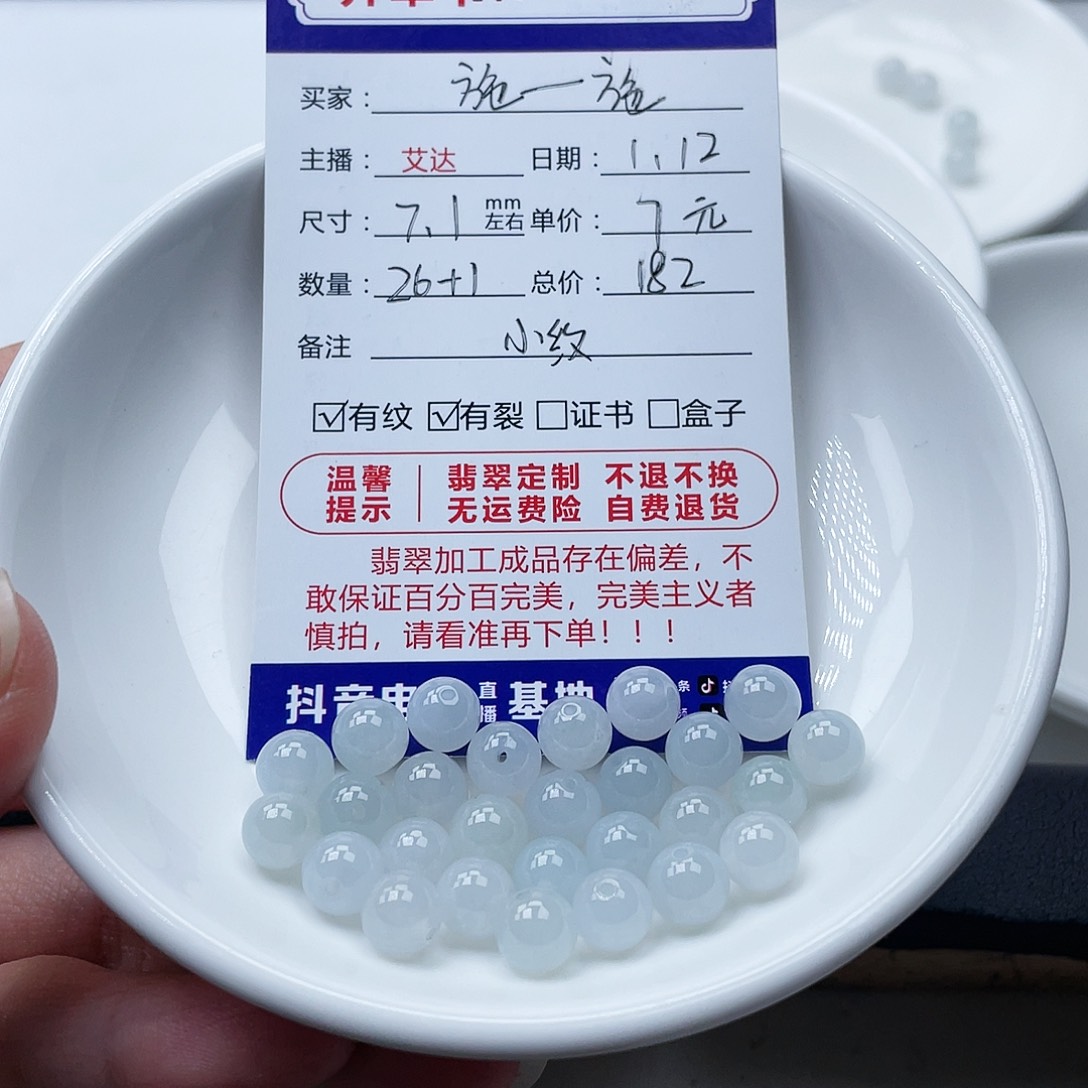 买家：施一施
主播：艾达 日期：1.12
尺寸：7.1 mm左右 单价：7元
数量：26+1 总价：182
备注 小纹
☑有纹 ☑有裂 □证书 □盒子
温馨提示 | 翡翠定制 不退不换
无运费险 自费退货
翡翠加工成品存在偏差，不
敢保证百分百完美，完美主义者
慎拍，请看准再下单！！！
抖音电 直播 基地